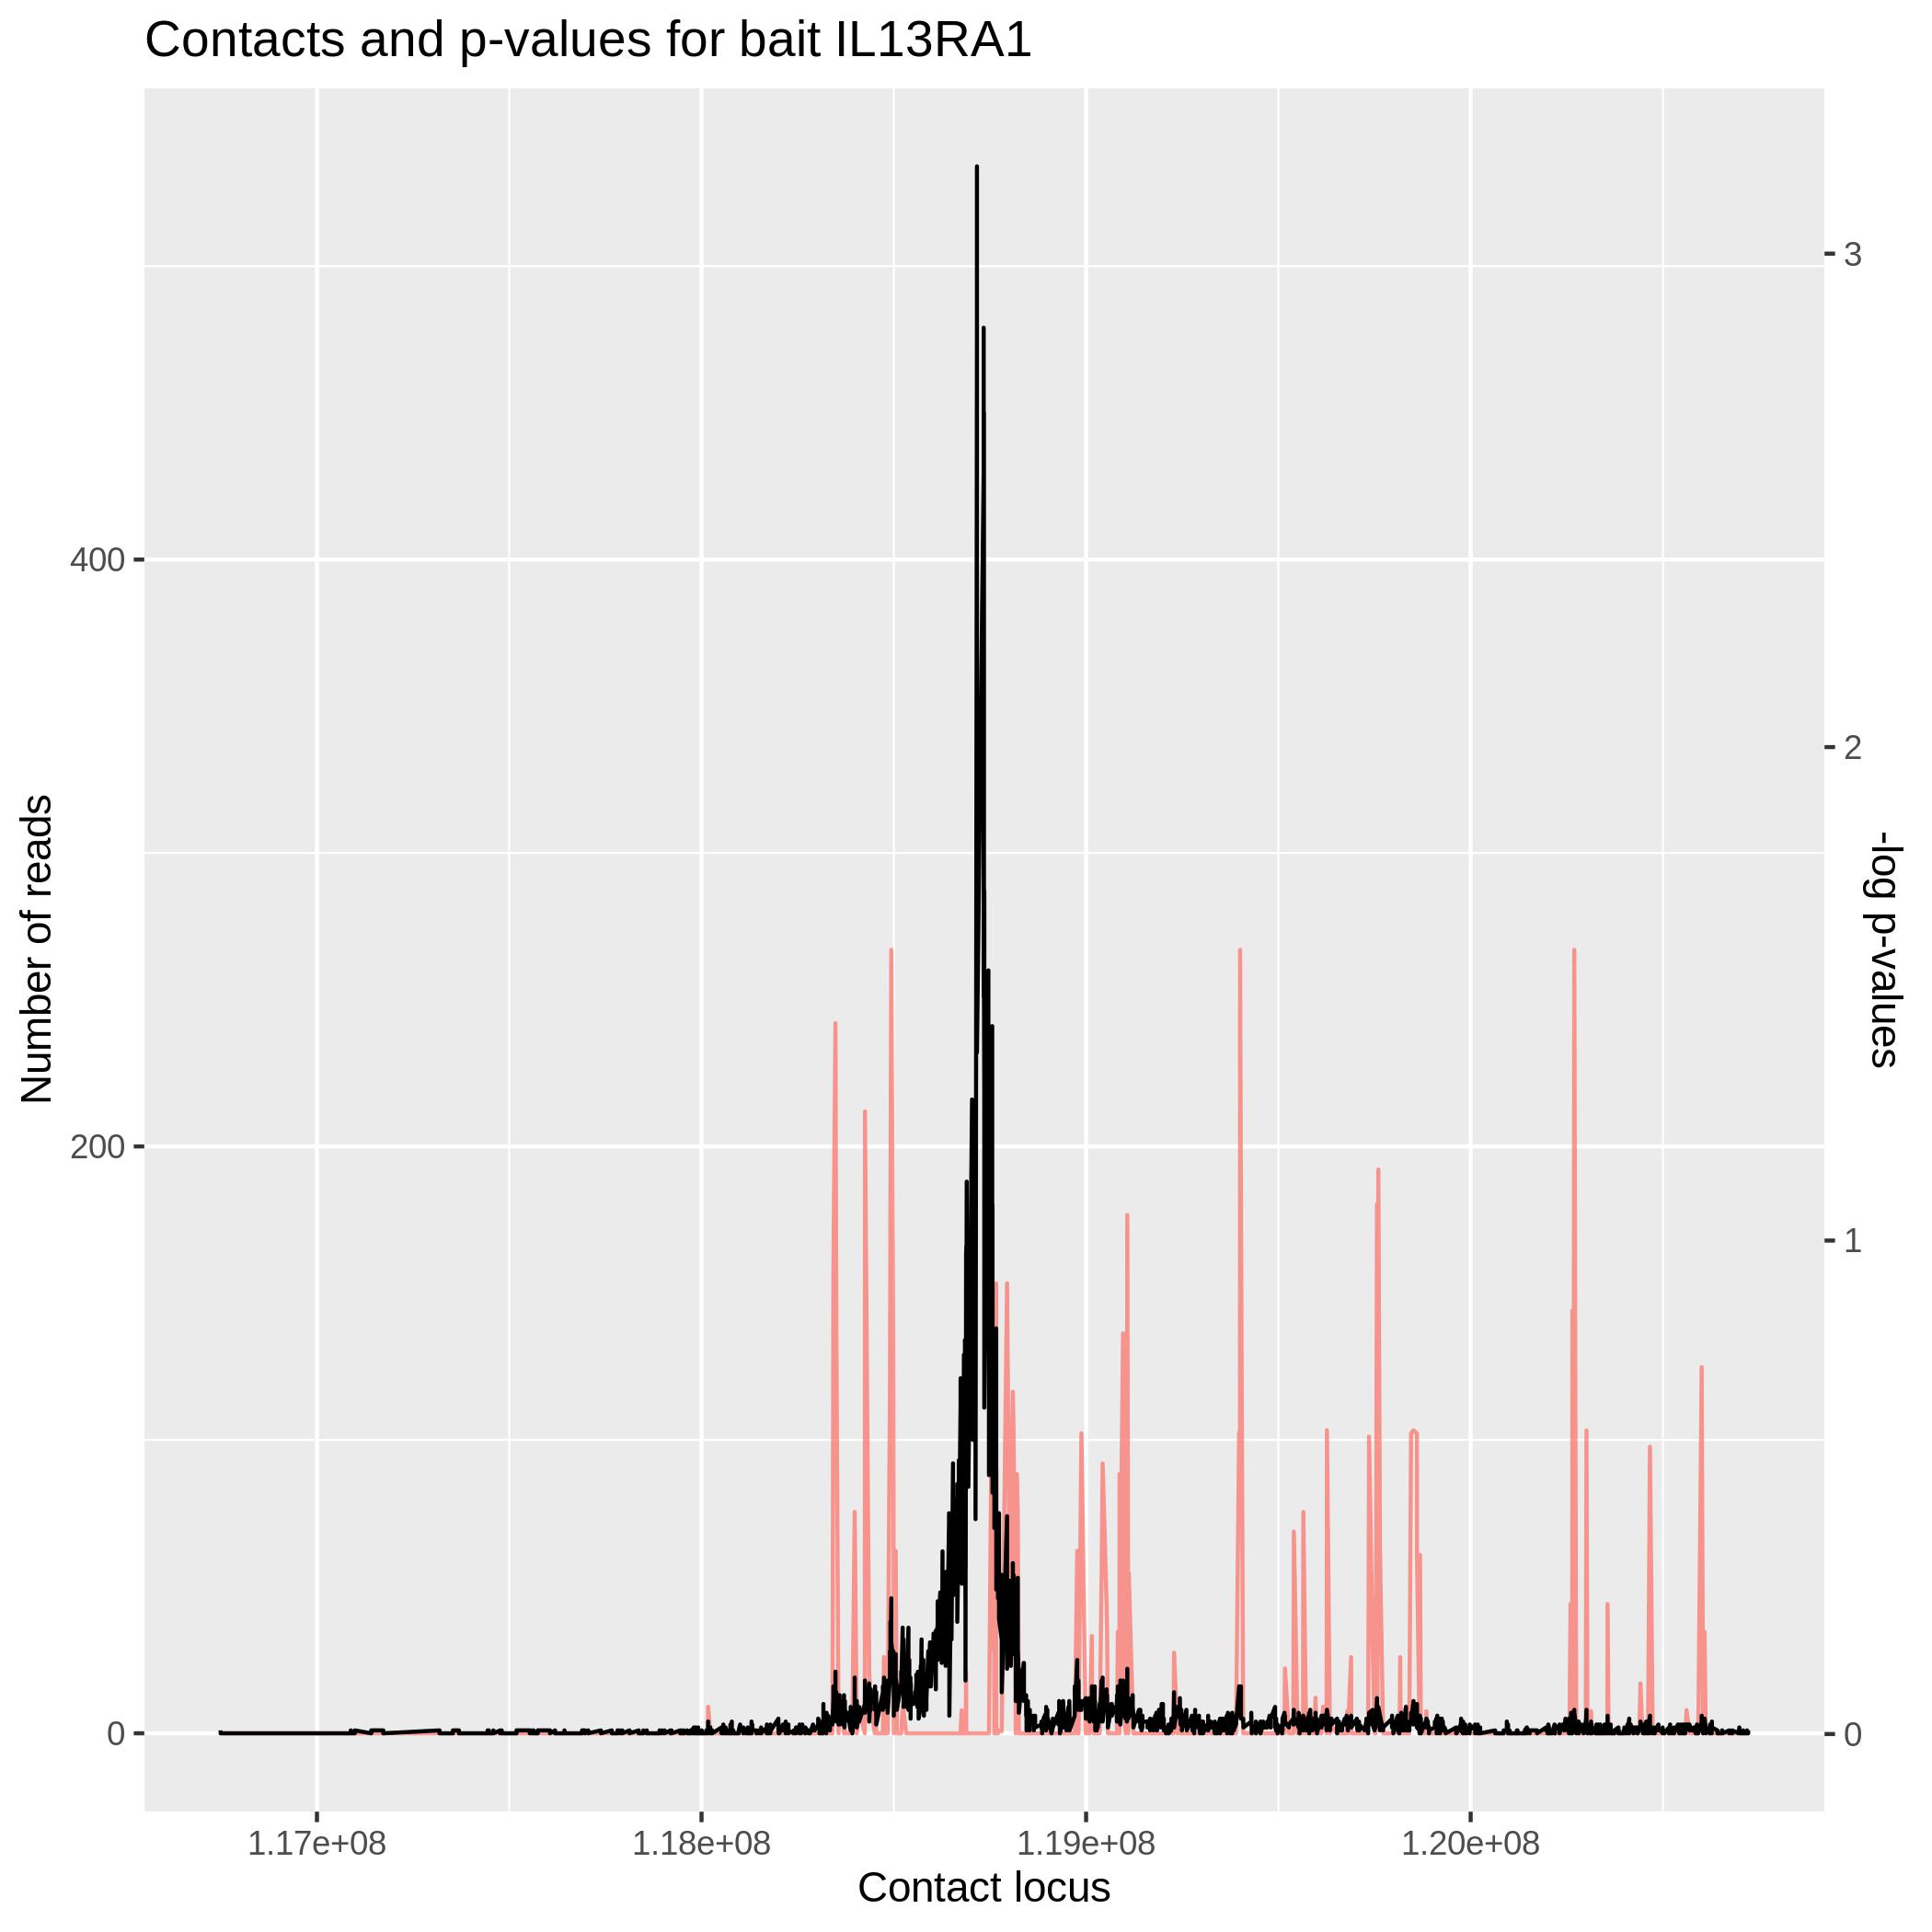 Contacts and p-values for bait IL13RA1
Number of reads
400
200
0
3
2
1
0
-log p-values
1.17e+08 1.18e+08 1.19e+08 1.20e+08
Contact locus